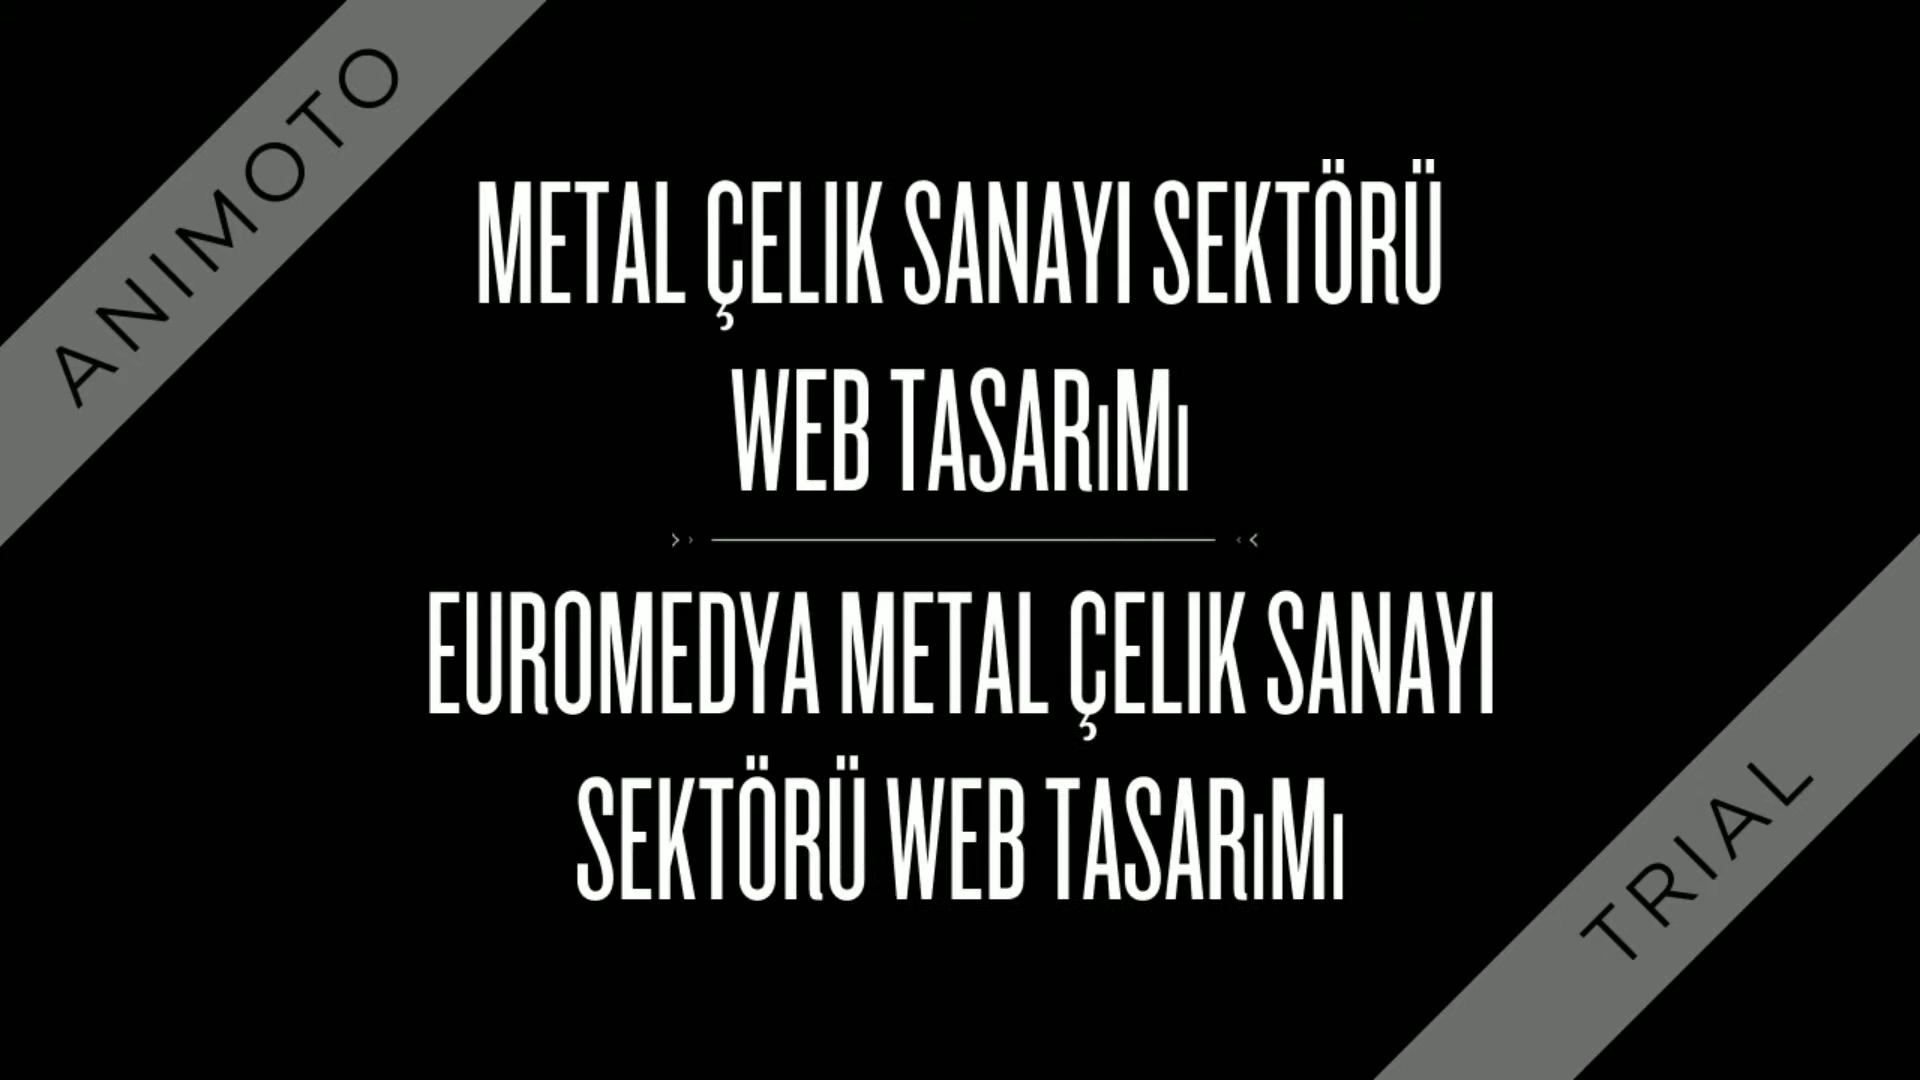 ANIMOTO
METAL ÇELIK SANAYI SEKTÖRÜ
WEB TASARıMı
EUROMEDYA METAL ÇELIK SANAYI
SEKTÖRÜ WEB TASARıMı
TRIAL